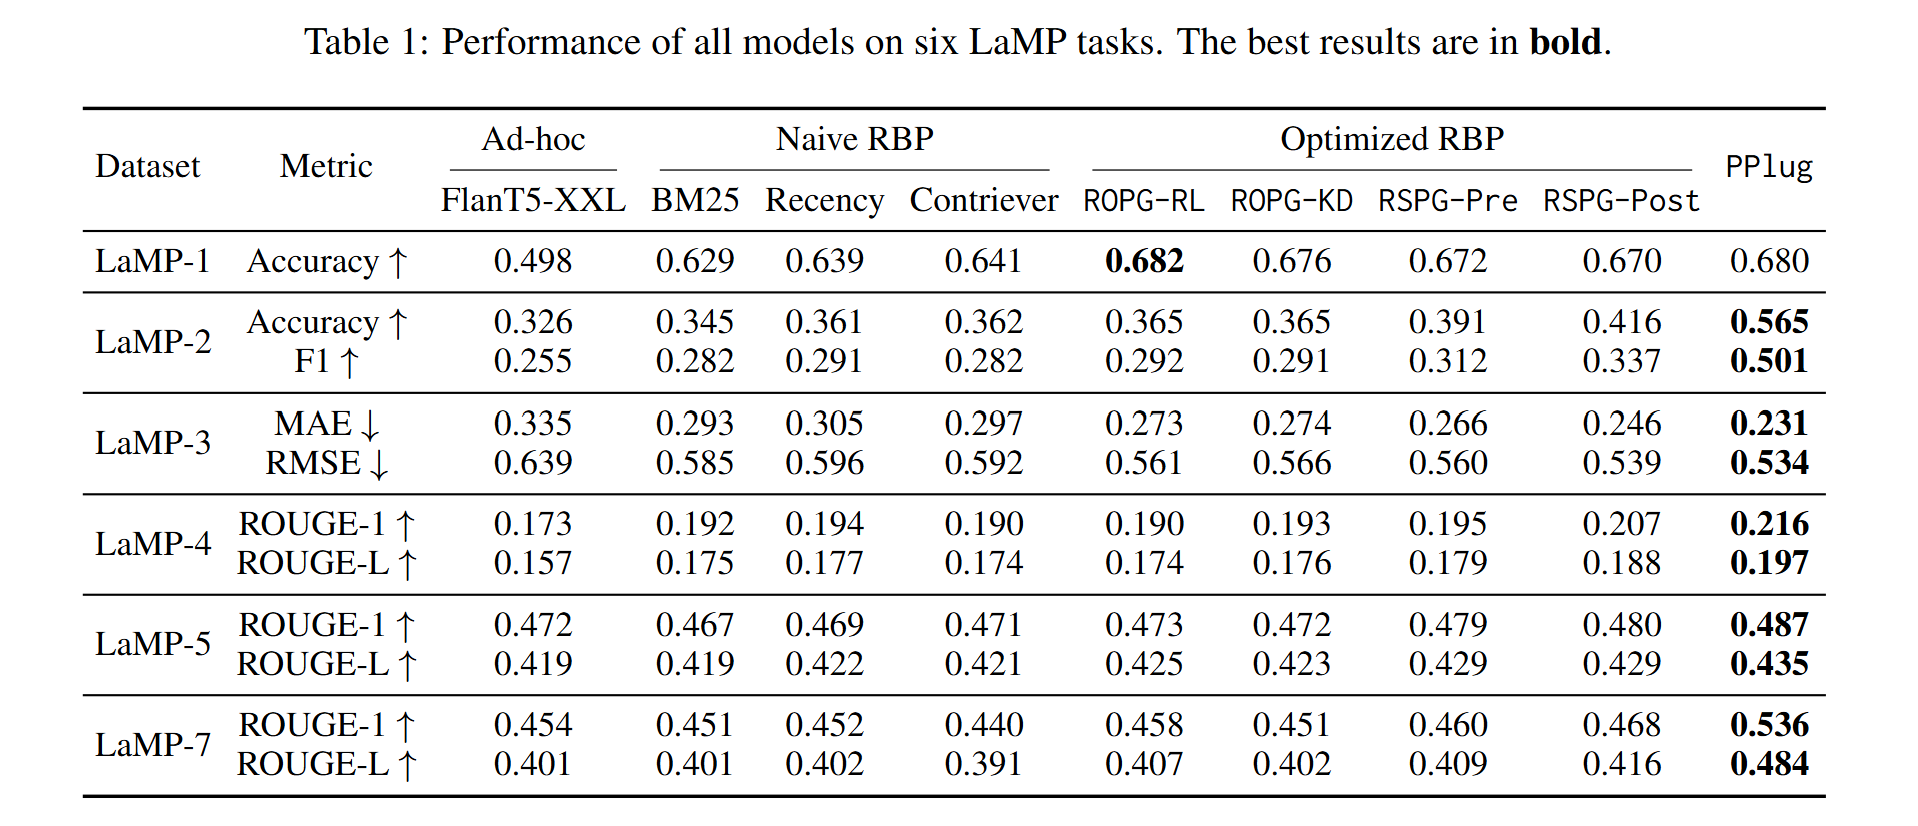 Table 1: Performance of all models on six LaMP tasks. The best results are in bold.
Dataset Metric Ad-hoc Naive RBP Optimized RBP PPlug
FlanT5-XXL BM25 Recency Contriever ROPG-RL ROPG-KD RSPG-Pre RSPG-Post
LaMP-1 Accuracy ↑ 0.498 0.629 0.639 0.641 0.682 0.676 0.672 0.670 0.680
LaMP-2 Accuracy ↑ 0.326 0.345 0.361 0.362 0.365 0.365 0.391 0.416 0.565
F1 ↑ 0.255 0.282 0.291 0.282 0.292 0.291 0.312 0.337 0.501
LaMP-3 MAE ↓ 0.335 0.293 0.305 0.297 0.273 0.274 0.266 0.246 0.231
RMSE ↓ 0.639 0.585 0.596 0.592 0.561 0.566 0.560 0.539 0.534
LaMP-4 ROUGE-1 ↑ 0.173 0.192 0.194 0.190 0.190 0.193 0.195 0.207 0.216
ROUGE-L ↑ 0.157 0.175 0.177 0.174 0.174 0.176 0.179 0.188 0.197
LaMP-5 ROUGE-1 ↑ 0.472 0.467 0.469 0.471 0.473 0.472 0.479 0.480 0.487
ROUGE-L ↑ 0.419 0.419 0.422 0.421 0.425 0.423 0.429 0.429 0.435
LaMP-7 ROUGE-1 ↑ 0.454 0.451 0.452 0.440 0.458 0.451 0.460 0.468 0.536
ROUGE-L ↑ 0.401 0.401 0.402 0.391 0.407 0.402 0.409 0.416 0.484